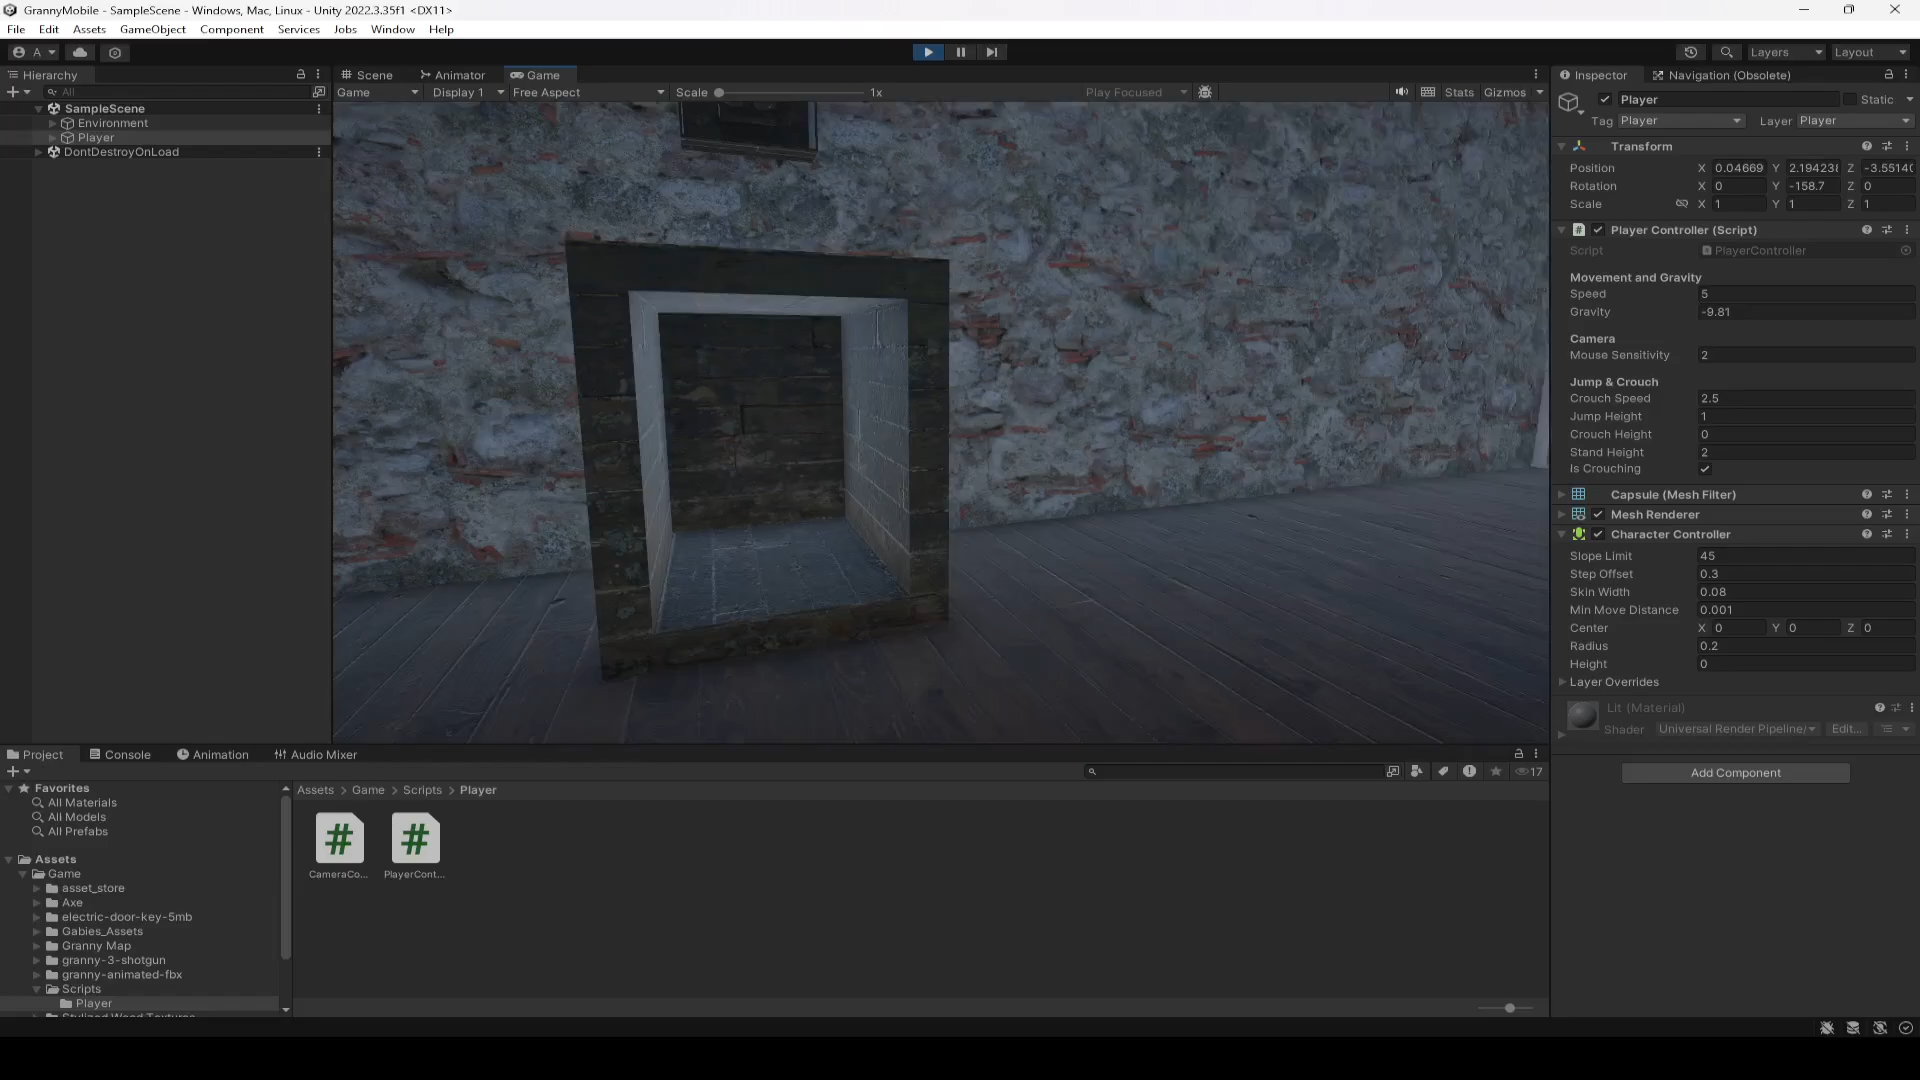 GrannyMobile - SampleScene - Windows, Mac, Linux - Unity 2022.3.35f1 <DX11>
File Edit Assets GameObject Component Services Jobs Window Help
A Layers Layout
Hierarchy
All
SampleScene
Environment
Player
DontDestroyOnLoad
Scene Animator Game
Game Display 1 Free Aspect Scale 1x Play Focused Stats Gizmos
Inspector Navigation (Obsolete)
Player Static
Tag Player Layer Player
Transform
Position X 0.04669 Y 2.19423 Z -3.5514
Rotation X 0 Y -158.7 Z 0
Scale X 1 Y 1 Z 1
Player Controller (Script)
Script PlayerController
Movement and Gravity
Speed 5
Gravity -9.81
Camera
Mouse Sensitivity 2
Jump & Crouch
Crouch Speed 2.5
Jump Height 1
Crouch Height 0
Stand Height 2
Is Crouching
Capsule (Mesh Filter)
Mesh Renderer
Character Controller
Slope Limit 45
Step Offset 0.3
Skin Width 0.08
Min Move Distance 0.001
Center X 0 Y 0 Z 0
Radius 0.2
Height 0
Layer Overrides
Lit (Material)
Shader Universal Render Pipeline/ Edit...
Add Component
Project Console Animation Audio Mixer
17
Favorites
All Materials
All Models
All Prefabs
Assets
Game
asset_store
Axe
electric-door-key-5mb
Gabies_Assets
Granny Map
granny-3-shotgun
granny-animated-fbx
Scripts
Player
Assets > Game > Scripts > Player
CameraCo... PlayerCont...